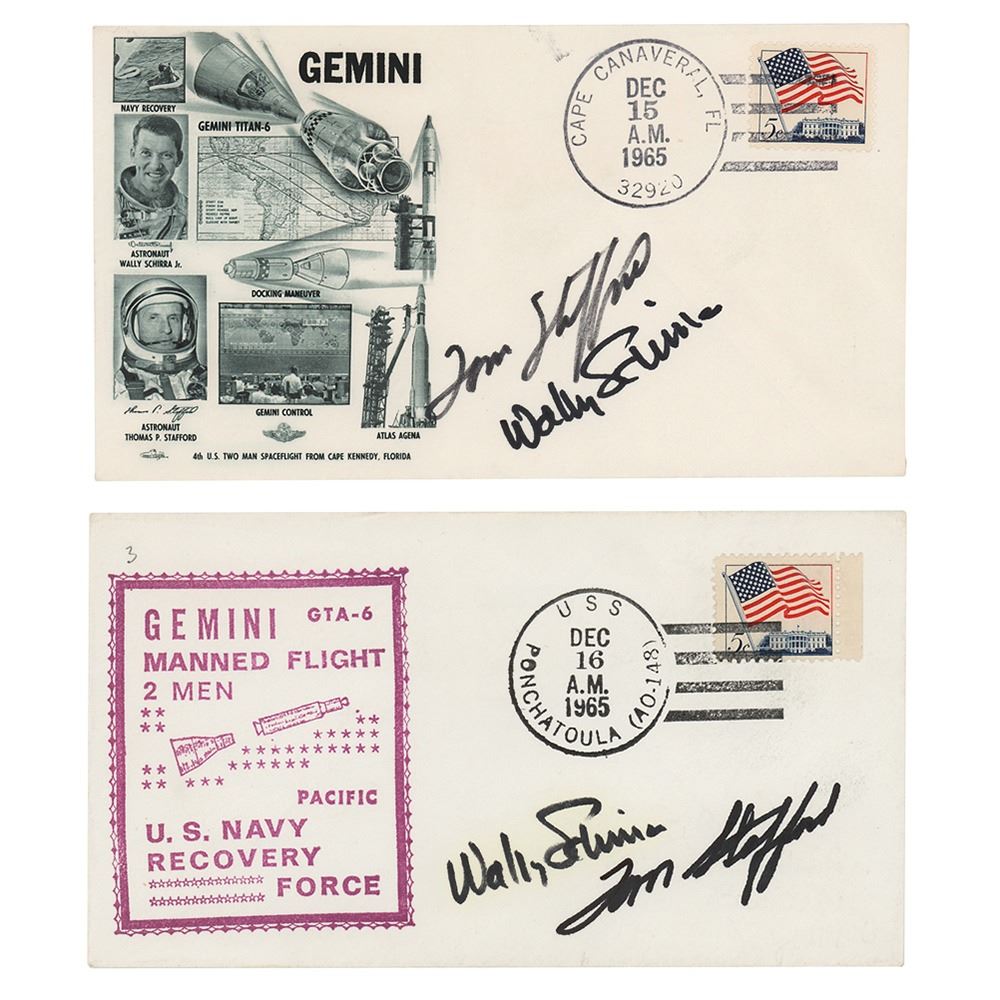 GEMINI
NAVY RECOVERY
GEMINI TITAN-6
ASTRONAUT
WALLY SCHIRRA Jr.
DOCKING MANEUVER
Thomas P. Stafford
ASTRONAUT
THOMAS P. STAFFORD
GEMINI CONTROL
ATLAS AGENA
4th U.S. TWO MAN SPACEFLIGHT FROM CAPE KENNEDY, FLORIDA
CAPE CANAVERAL, FL
DEC
15
A.M.
1965
32920
5c
Tom Stafford
Wally Schirra
3
GEMINI GTA-6
MANNED FLIGHT
2 MEN
PACIFIC
U. S. NAVY
RECOVERY
FORCE
USS
DEC
16
A.M.
1965
PONCHATOULA (AO-148)
5c
Wally Schirra
Tom Stafford